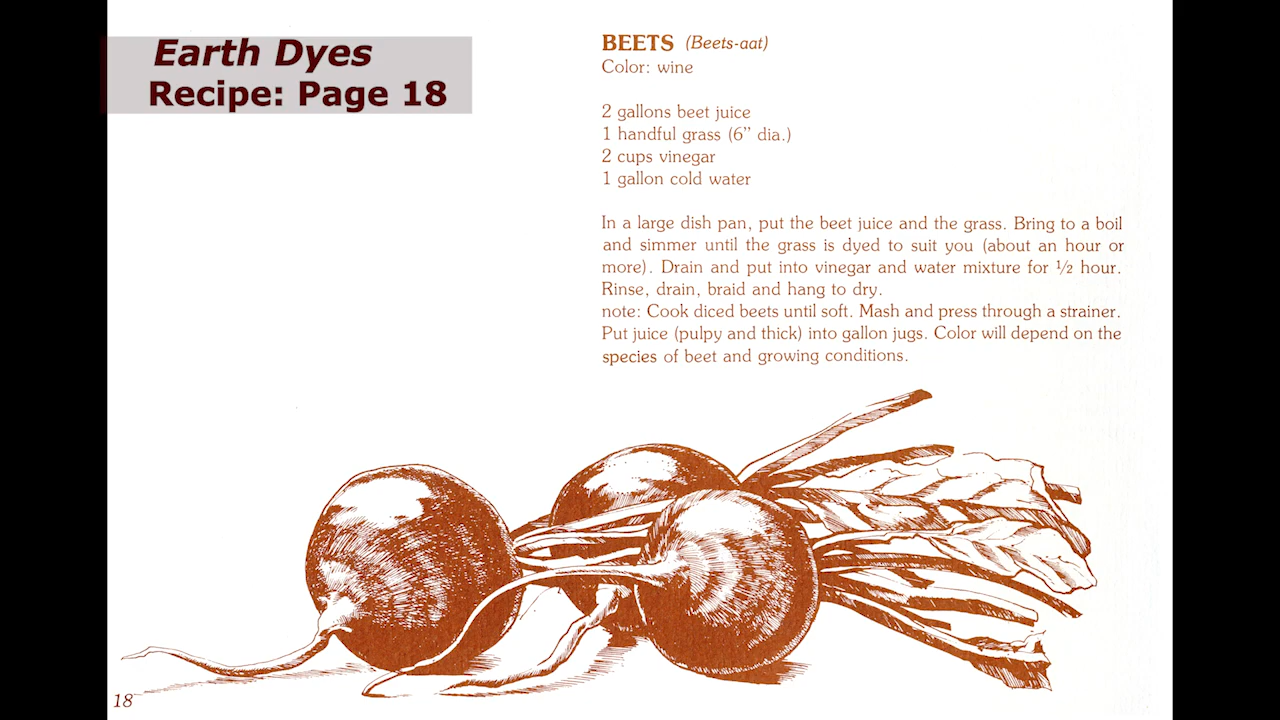 Earth Dyes
Recipe: Page 18
BEETS (Beets-aat)
Color: wine
2 gallons beet juice
1 handful grass (6” dia.)
2 cups vinegar
1 gallon cold water
In a large dish pan, put the beet juice and the grass. Bring to a boil
and simmer until the grass is dyed to suit you (about an hour or
more). Drain and put into vinegar and water mixture for ½ hour.
Rinse, drain, braid and hang to dry.
note: Cook diced beets until soft. Mash and press through a strainer.
Put juice (pulpy and thick) into gallon jugs. Color will depend on the
species of beet and growing conditions.
18